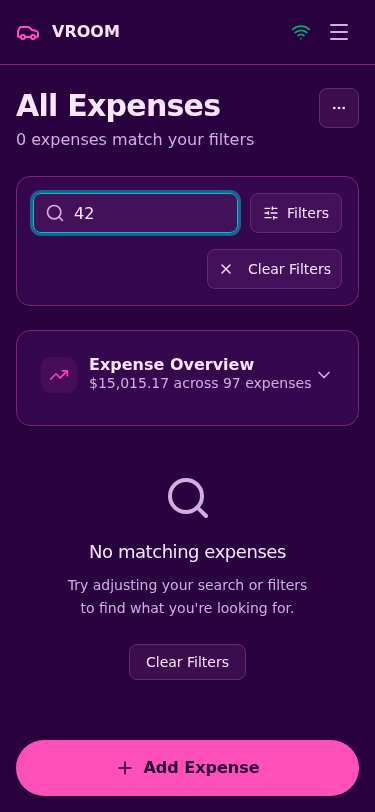 VROOM
All Expenses
0 expenses match your filters
42
Filters
Clear Filters
Expense Overview
$15,015.17 across 97 expenses
No matching expenses
Try adjusting your search or filters
to find what you're looking for.
Clear Filters
Add Expense